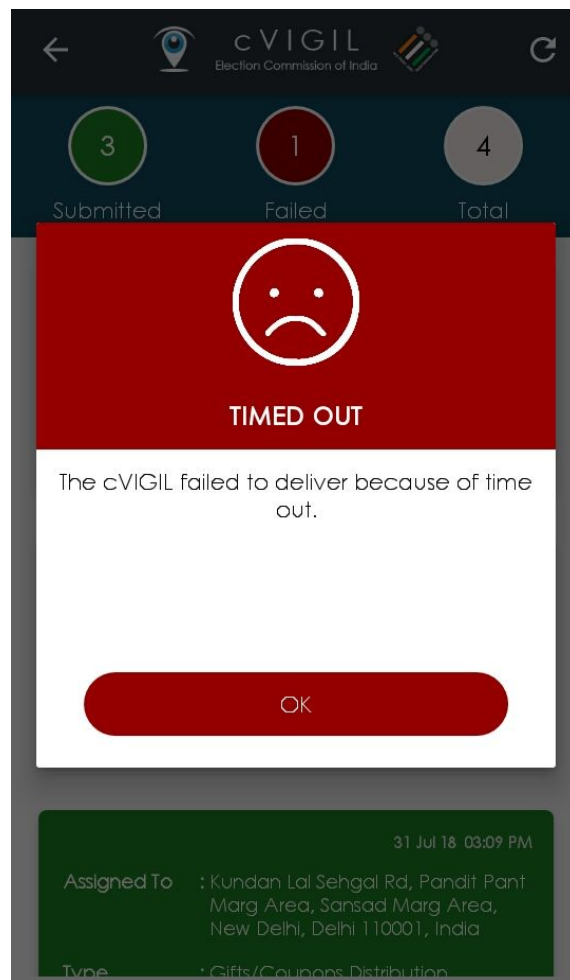 cVIGIL
Election Commission of India
3
1
4
Submitted
Failed
Total
TIMED OUT
The cVIGIL failed to deliver because of time
out.
OK
31 Jul 18 03:09 PM
Assigned To : Kundan Lal Sehgal Rd, Pandit Pant
Marg Area, Sansad Marg Area,
New Delhi, Delhi 110001, India
Type : Gifts/Coupons Distribution